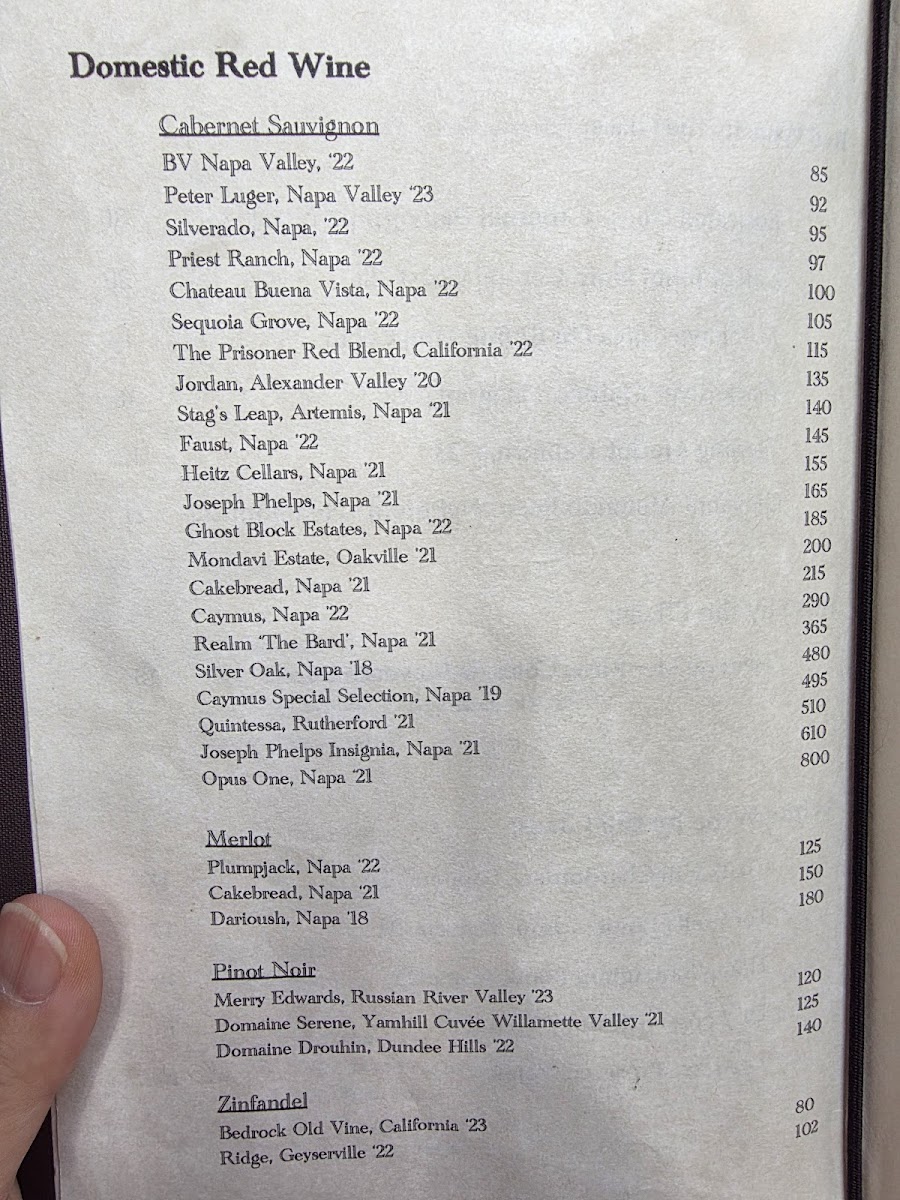 Domestic Red Wine
Cabernet Sauvignon
BV Napa Valley, '22 85
Peter Luger, Napa Valley '23 92
Silverado, Napa, '22 95
Priest Ranch, Napa '22 97
Chateau Buena Vista, Napa '22 100
Sequoia Grove, Napa '22 105
The Prisoner Red Blend, California '22 115
Jordan, Alexander Valley '20 135
Stag's Leap, Artemis, Napa '21 140
Faust, Napa '22 145
Heitz Cellars, Napa '21 155
Joseph Phelps, Napa '21 165
Ghost Block Estates, Napa '22 185
Mondavi Estate, Oakville '21 200
Cakebread, Napa '21 215
Caymus, Napa '22 290
Realm 'The Bard', Napa '21 365
Silver Oak, Napa '18 480
Caymus Special Selection, Napa '19 495
Quintessa, Rutherford '21 510
Joseph Phelps Insignia, Napa '21 610
Opus One, Napa '21 800
Merlot
Plumpjack, Napa '22 125
Cakebread, Napa '21 150
Darioush, Napa '18 180
Pinot Noir
Merry Edwards, Russian River Valley '23 120
Domaine Serene, Yamhill Cuvée Willamette Valley '21 125
Domaine Drouhin, Dundee Hills '22 140
Zinfandel
Bedrock Old Vine, California '23 80
Ridge, Geyserville '22 102